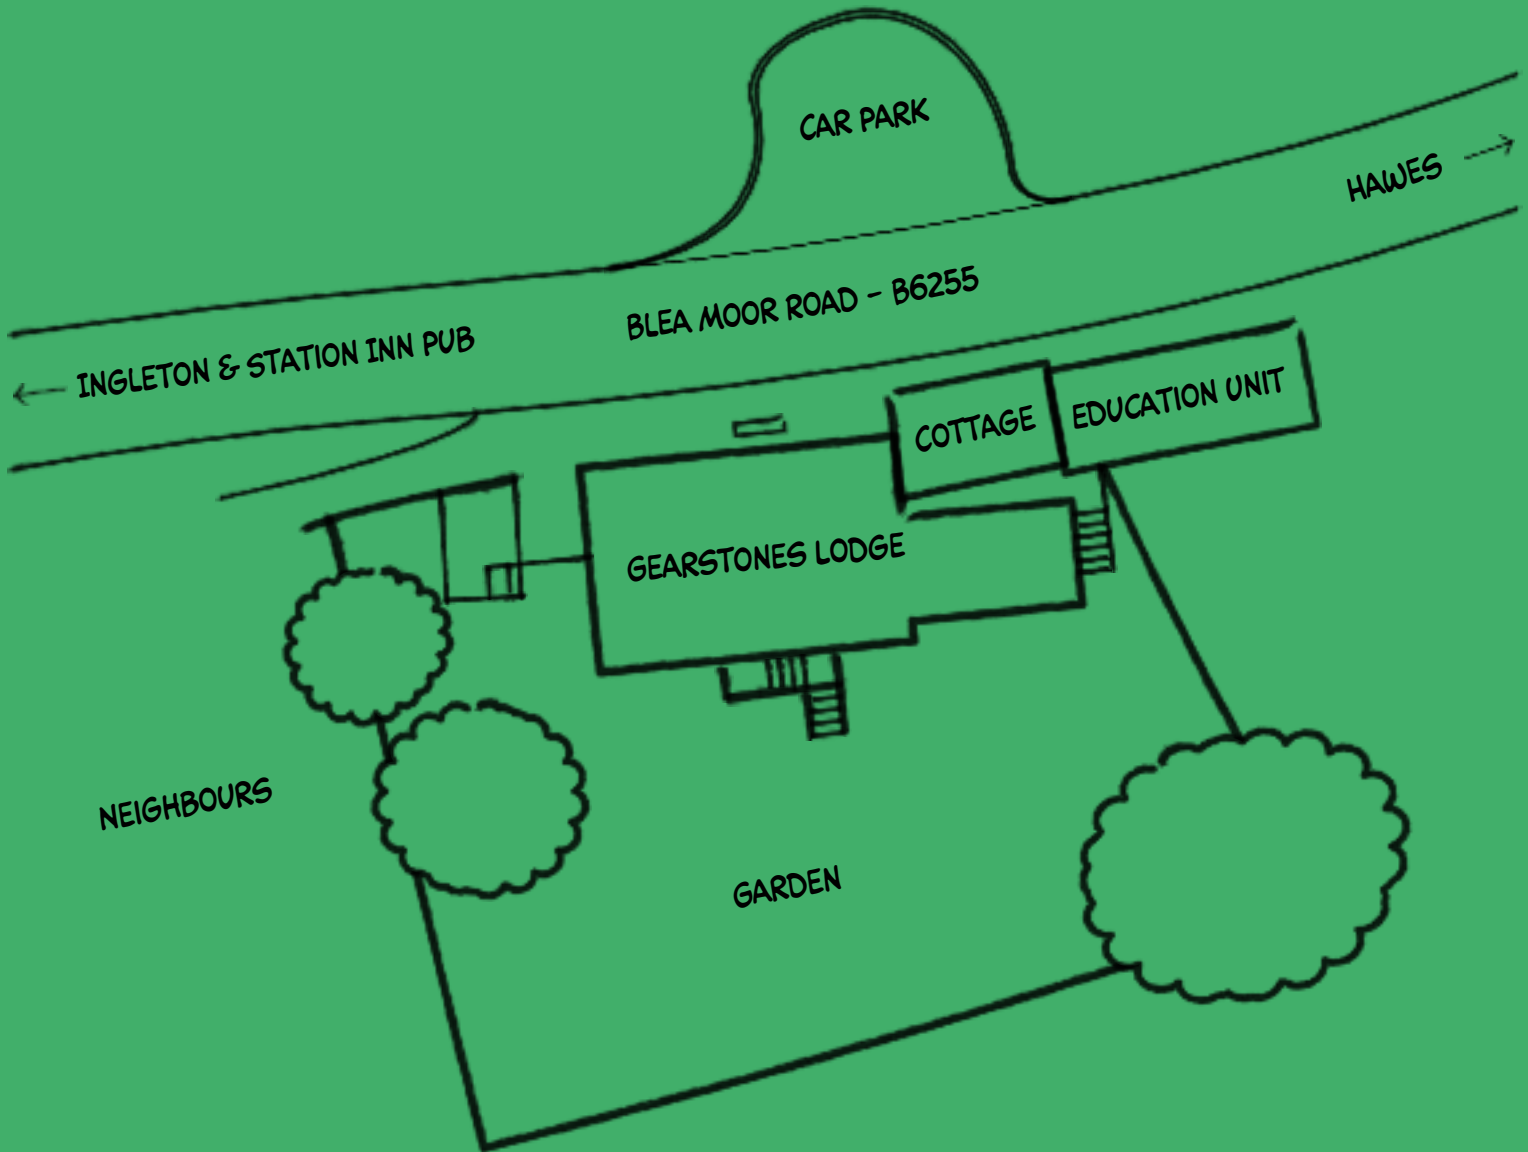 CAR PARK
HAWES →
BLEA MOOR ROAD - B6255
← INGLETON & STATION INN PUB
COTTAGE
EDUCATION UNIT
GEARSTONES LODGE
NEIGHBOURS
GARDEN